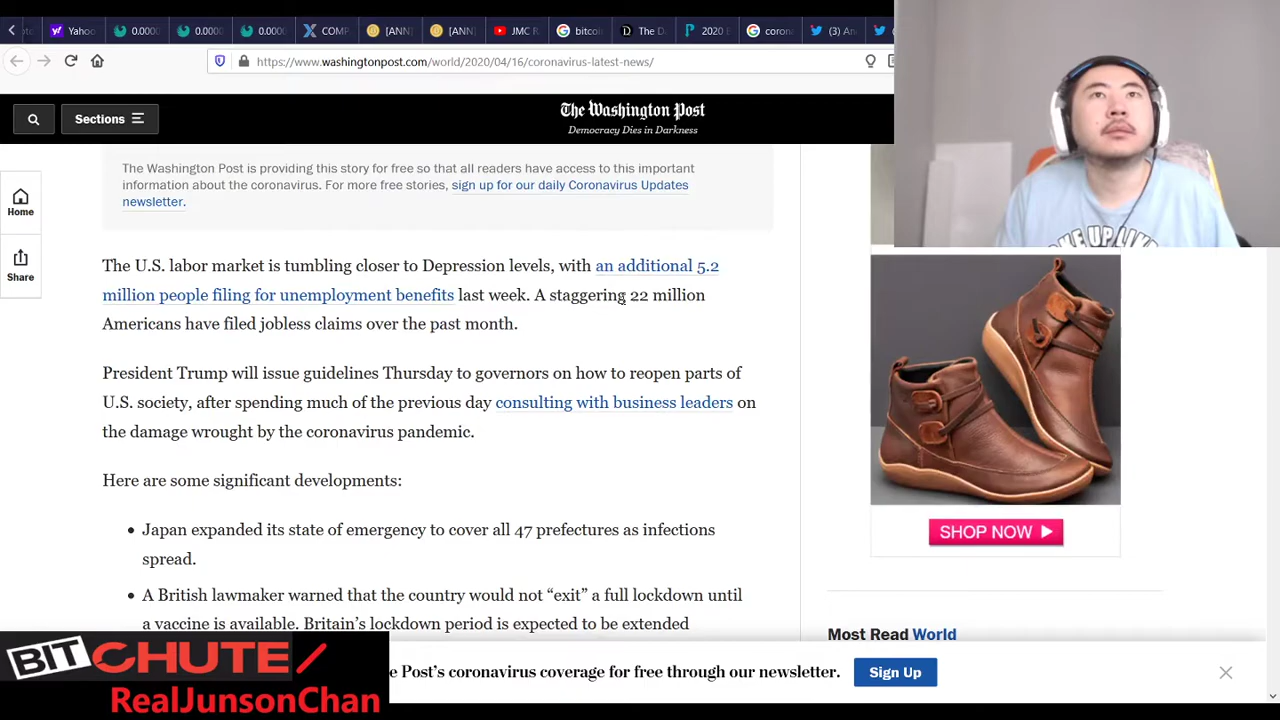 Yahoo
0.0000
0.0000
0.0000
COMP
[ANN]
[ANN]
JMC R
bitcoi
The D
2020 E
coron
(3) An
https://www.washingtonpost.com/world/2020/04/16/coronavirus-latest-news/
Sections
The Washington Post
Democracy Dies in Darkness
Home
Share
The Washington Post is providing this story for free so that all readers have access to this important
information about the coronavirus. For more free stories, sign up for our daily Coronavirus Updates
newsletter.
The U.S. labor market is tumbling closer to Depression levels, with an additional 5.2
million people filing for unemployment benefits last week. A staggering 22 million
Americans have filed jobless claims over the past month.
President Trump will issue guidelines Thursday to governors on how to reopen parts of
U.S. society, after spending much of the previous day consulting with business leaders on
the damage wrought by the coronavirus pandemic.
Here are some significant developments:
• Japan expanded its state of emergency to cover all 47 prefectures as infections
spread.
• A British lawmaker warned that the country would not “exit” a full lockdown until
a vaccine is available. Britain’s lockdown period is expected to be extended
KE UP LIK
SHOP NOW
Most Read World
e Post’s coronavirus coverage for free through our newsletter.
Sign Up
BITCHUTE
RealJunsonChan